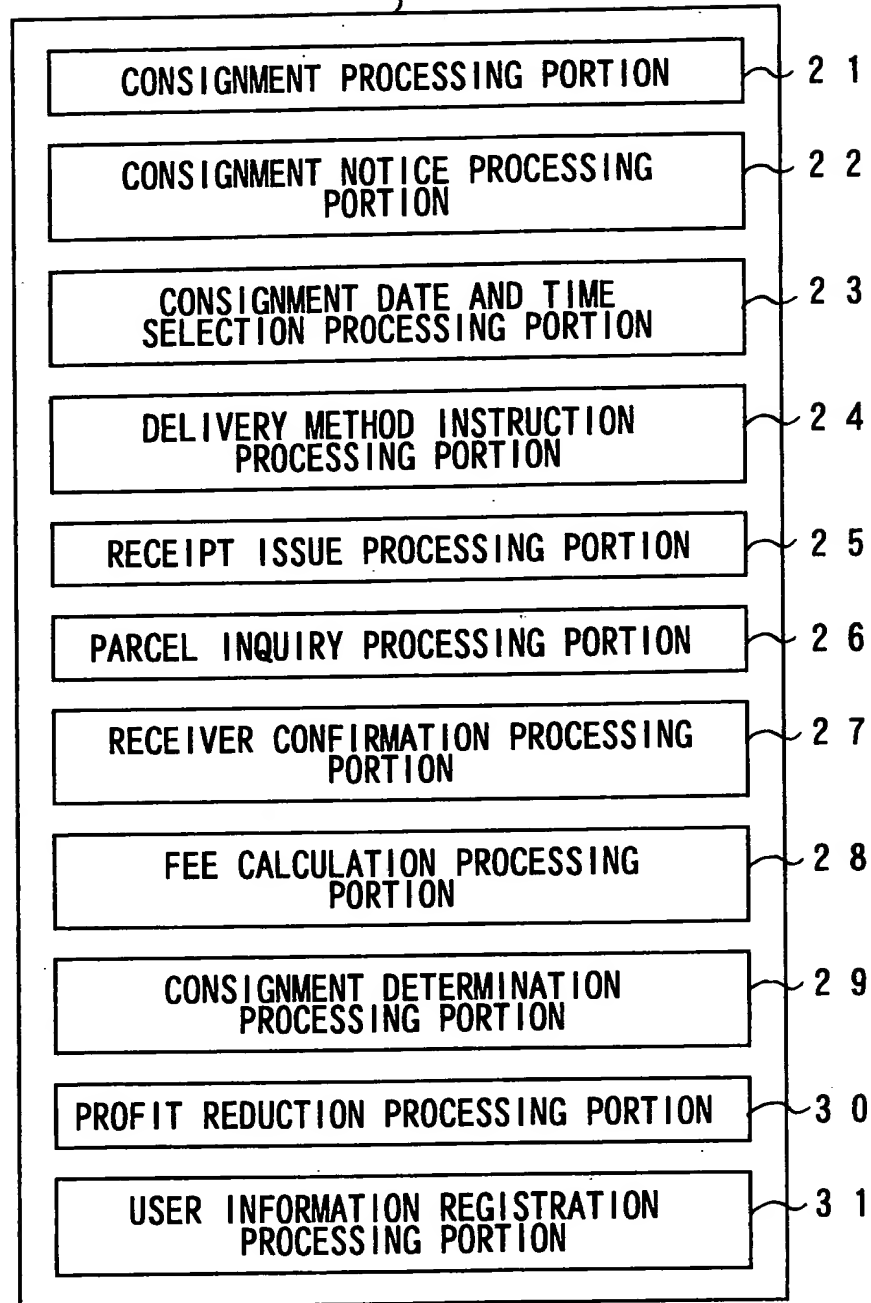 CONSIGNMENT PROCESSING PORTION 21
CONSIGNMENT NOTICE PROCESSING 22
PORTION
CONSIGNMENT DATE AND TIME 23
SELECTION PROCESSING PORTION
DELIVERY METHOD INSTRUCTION 24
PROCESSING PORTION
RECEIPT ISSUE PROCESSING PORTION 25
PARCEL INQUIRY PROCESSING PORTION 26
RECEIVER CONFIRMATION PROCESSING 27
PORTION
FEE CALCULATION PROCESSING 28
PORTION
CONSIGNMENT DETERMINATION 29
PROCESSING PORTION
PROFIT REDUCTION PROCESSING PORTION 30
USER INFORMATION REGISTRATION 31
PROCESSING PORTION